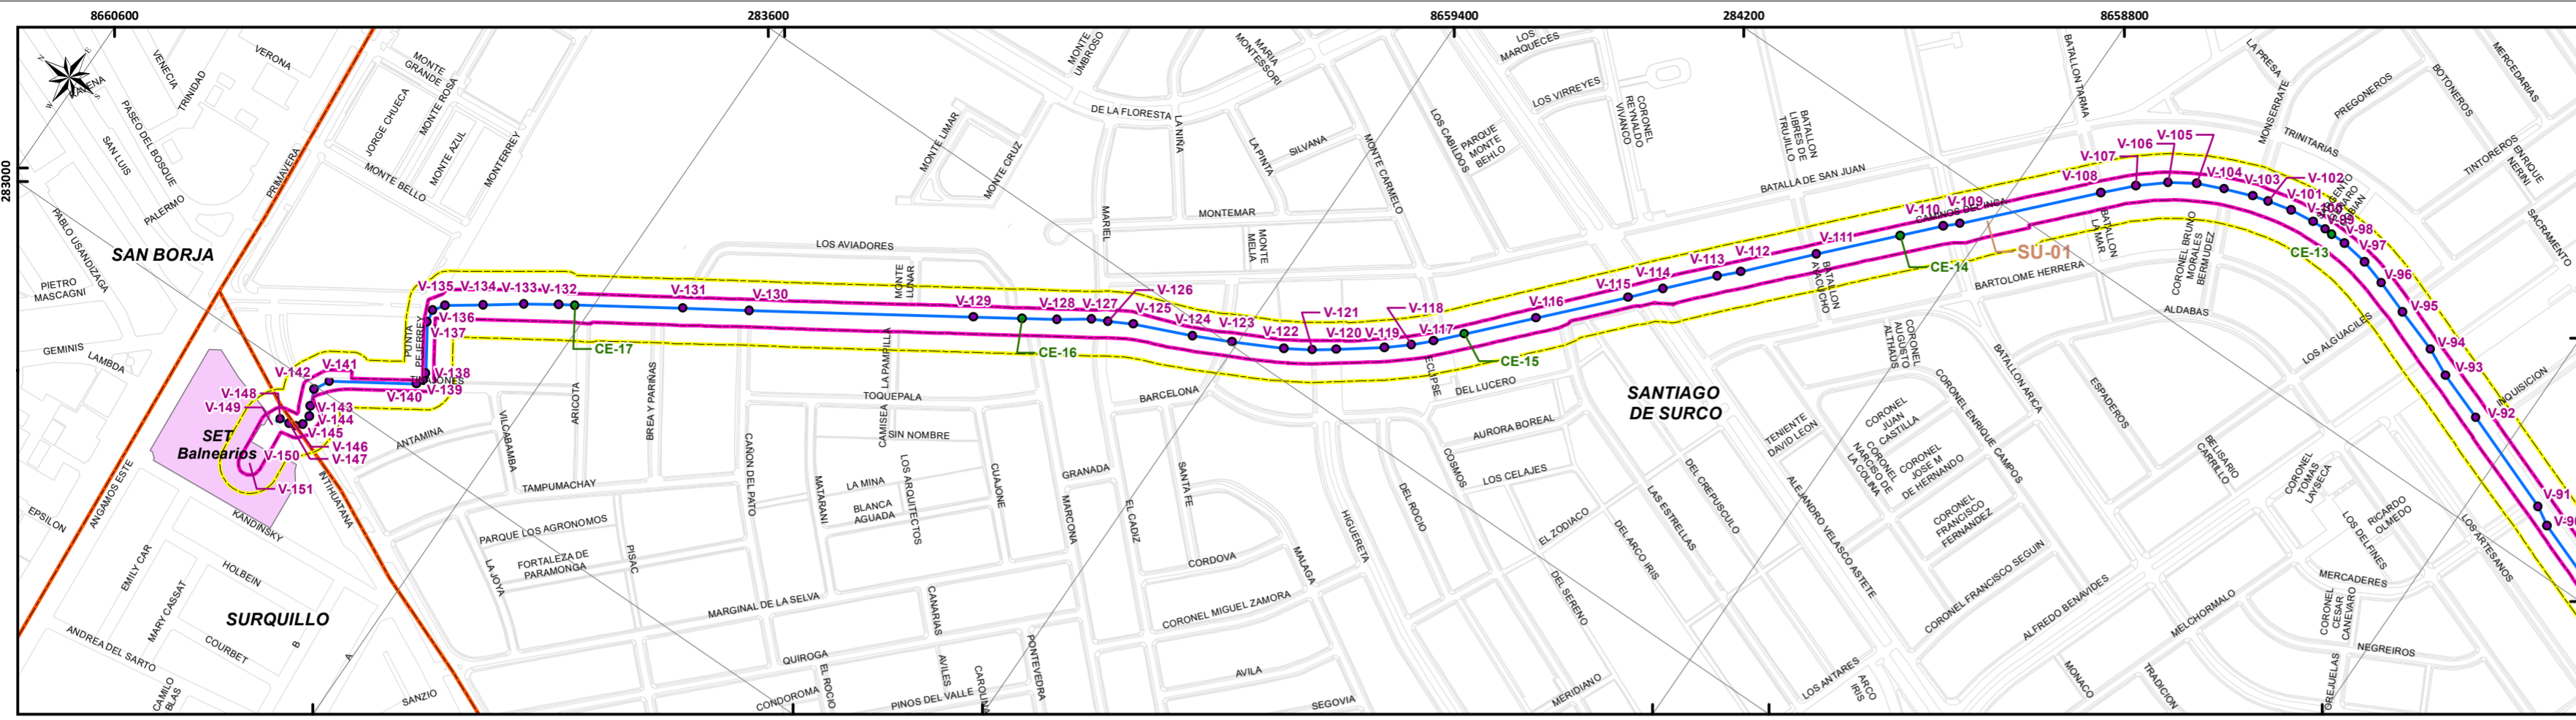 8660600
283600
8659400
284200
8658800
283000
N
E
S
W
RAVENA
VENECIA
TRINIDAD
VERONA
PASEO DEL BOSQUE
SAN LUIS
PALERMO
PRIMAVERA
PABLO USANDIZAGA
SAN BORJA
PIETRO
MASCAGNI
GEMINIS
LAMBDA
EPSILON
ANGAMOS ESTE
MONTE
GRANDE
JORGE CHUECA
MONTE ROSA
MONTE AZUL
MONTERREY
MONTE BELLO
MONTE LIMAR
MONTE CRUZ
MONTE
UMBROSO
DE LA FLORESTA
LA NIÑA
MARIA
MONTESSORI
LA PINTA
SILVANA
MONTE CARMELO
MONTEMAR
MARIEL
MONTE
MELIA
LOS AVIADORES
MONTE
LUNAR
LOS
MARQUECES
LOS VIRREYES
LOS CABILDOS
PARQUE
MONTE
BEHLO
CORONEL
REYNALDO
VIVANCO
BATALLON
LIBRES DE
TRUJILLO
BATALLA DE SAN JUAN
BATALLON TARMA
LA PRESA
MONSERRATE
PREGONEROS
TRINITARIAS
BOTONEROS
MERCEDARIAS
TINTOREROS
ENRIQUE
NERINI
SACRAMENTO
SARGENTO
CAMINOS DEL INCA
BATALLON
LA MAR
CORONEL BRUNO
MORALES
BERMUDEZ
BARTOLOME HERRERA
ALDABAS
LOS ALGUACILES
INQUISICION
BATALLON
AYACUCHO
V-135
V-134
V-133
V-132
V-131
V-130
V-129
V-128
V-127
V-126
V-125
V-124
V-123
V-122
V-121
V-120
V-119
V-118
V-117
V-116
V-115
V-114
V-113
V-112
V-111
V-110
V-109
V-108
V-107
V-106
V-105
V-104
V-103
V-102
V-101
V-100
V-99
V-98
V-97
V-96
V-95
V-94
V-93
V-92
V-91
V-136
V-137
V-138
V-139
V-140
V-141
V-142
V-143
V-144
V-145
V-146
V-147
V-148
V-149
V-150
V-151
CE-17
CE-16
CE-15
CE-14
CE-13
SU-01
PUNTA
PEJERREY
SET
Balnearios
KANDINSKY
INTIHUATANA
EMILY CAR
HOLBEIN
MARY CASSAT
SURQUILLO
COURBET
ANDREA DEL SARTO
CAMILO
BLAS
B
A
SANZIO
ANTAMINA
VILCABAMBA
ARICOTA
BREA Y PARIÑAS
TAMPUMACHAY
PARQUE LOS AGRONOMOS
FORTALEZA DE
PARAMONGA
LA JOYA
PISAC
CAÑON DEL PATO
MATARANI
CAMISEA
LA PAMPILLA
TOQUEPALA
SIN NOMBRE
LA MINA
BLANCA
AGUADA
LOS ARQUITECTOS
CUAJONE
MARGINAL DE LA SELVA
CANARIAS
QUIROGA
EL ROCIO
CONDOROMA
AVILES
CAROLINA
PINOS DEL VALLE
PONTEVEDRA
BARCELONA
GRANADA
MARCONA
EL CADIZ
SANTA FE
CORDOVA
CORONEL MIGUEL ZAMORA
MALAGA
HIGUERETA
AVILA
SEGOVIA
ECLIPSE
DEL LUCERO
AURORA BOREAL
COSMOS
LOS CELAJES
DEL ROCIO
EL ZODIACO
DEL ARCO IRIS
LAS ESTRELLAS
DEL CREPUSCULO
DEL SERENO
MERIDIANO
SANTIAGO
DE SURCO
TENIENTE
DAVID LEON
CORONEL
AUGUSTO
ALTHAUS
CORONEL
JUAN
CASTILLA
CORONEL
NARCISO DE
LA COLINA
CORONEL
JOSE M
DE HERNANDO
CORONEL ENRIQUE CAMPOS
CORONEL
FRANCISCO
FERNANDEZ
ALEJANDRO VELASCO ASTETE
CORONEL FRANCISCO SEGUIN
LOS ANTARES
ARCO
IRIS
BATALLON ARICA
ESPADEROS
BELISARIO
CARRILLO
CORONEL
TOMAS
LAYSECA
RICARDO
OLMEDO
LOS DELFINES
LOS ARTESANOS
ALFREDO BENAVIDES
MELCHORMALO
MERCADERES
CORONEL
CESAR
CANEVARO
NEGREIROS
MONACO
TRADICION
OREJUELAS